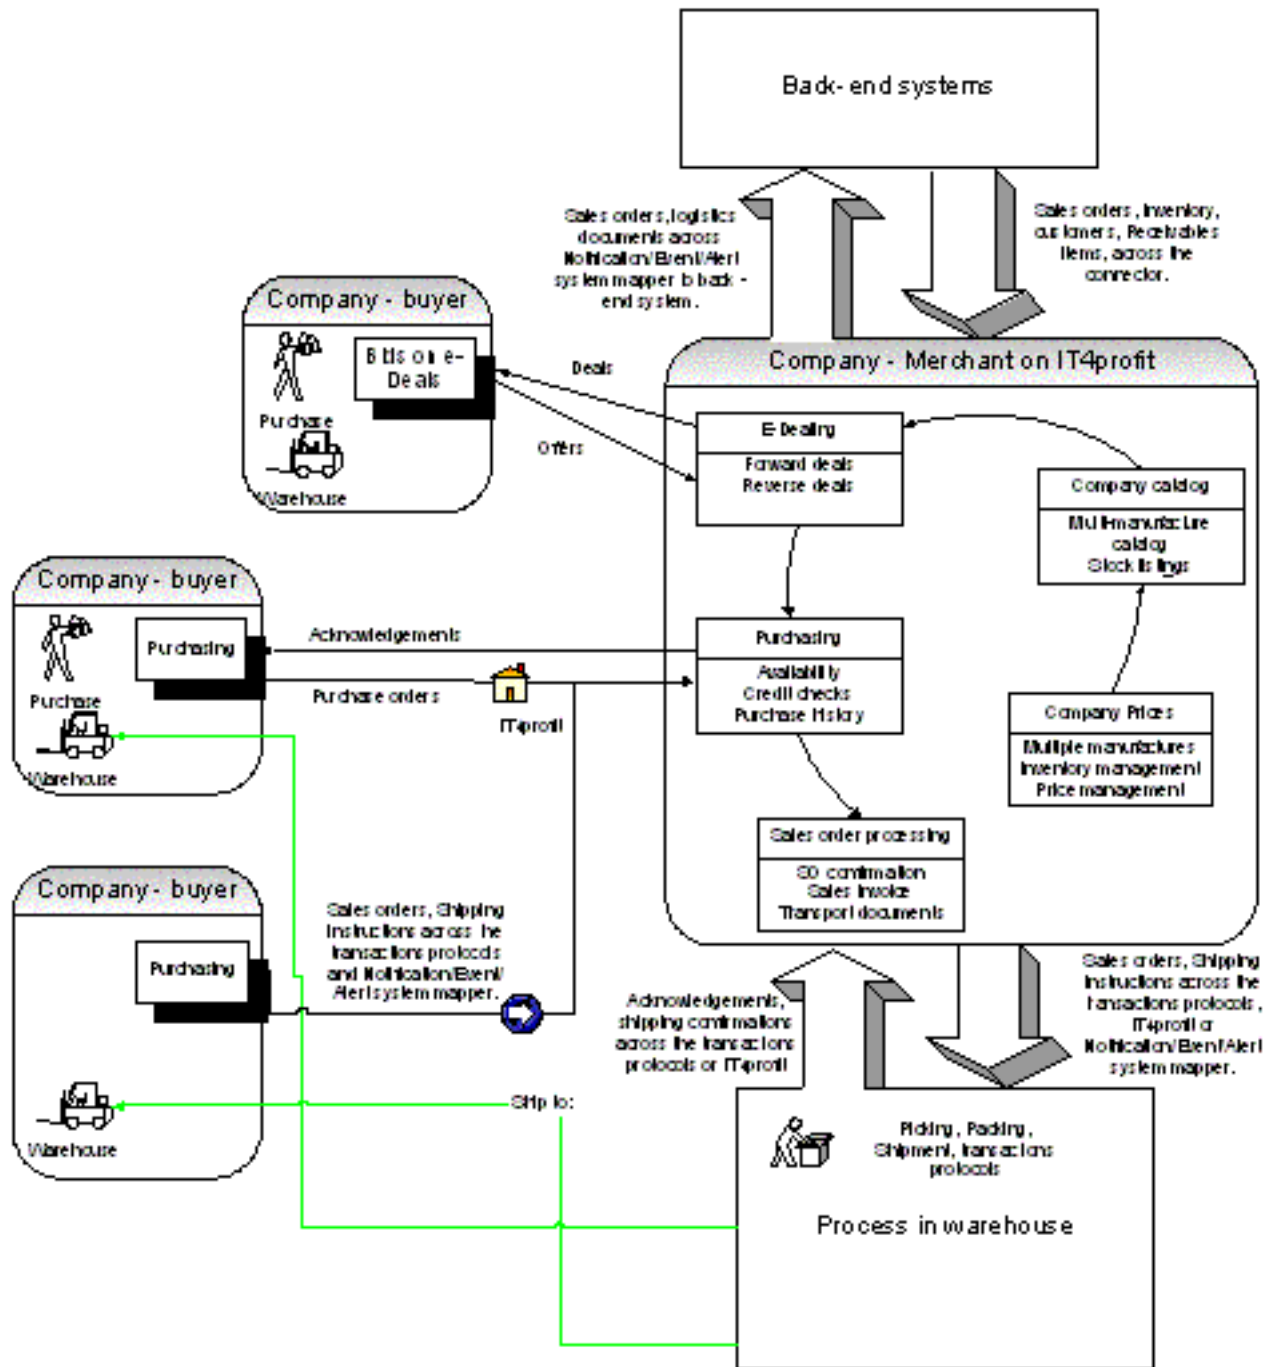 Back-end systems
Sales orders, logistics
documents across
Notification/Event/Alert
system mapper to back -
end system.
Sales orders, Inventory,
customers, Receivables
Items, across the
connector.
Company - buyer
Bids on e-
Deals
Purchase
Warehouse
Deals
Offers
Company - Merchant on IT4profit
E-Dealing
Forward deals
Reverse deals
Company catalog
Multi-manufacture
catalog
Stock listings
Company - buyer
Purchasing
Purchase
Warehouse
Acknowledgements
Purchase orders
IT4profit
Purchasing
Availability
Credit checks
Purchase History
Company Prices
Multiple manufactures
Inventory management
Price management
Sales order processing
SO confirmation
Sales Invoice
Transport documents
Company - buyer
Purchasing
Warehouse
Sales orders, Shipping
Instructions across the
transactions protocols
and Notification/Event/
Alert system mapper.
Acknowledgements,
shipping confirmations
across the transactions
protocols or IT4profit
Sales orders, Shipping
Instructions across the
transactions protocols,
IT4profit or
Notification/Event/Alert
system mapper.
Ship to:
Picking, Packing,
Shipment, transactions
protocols
Process in warehouse